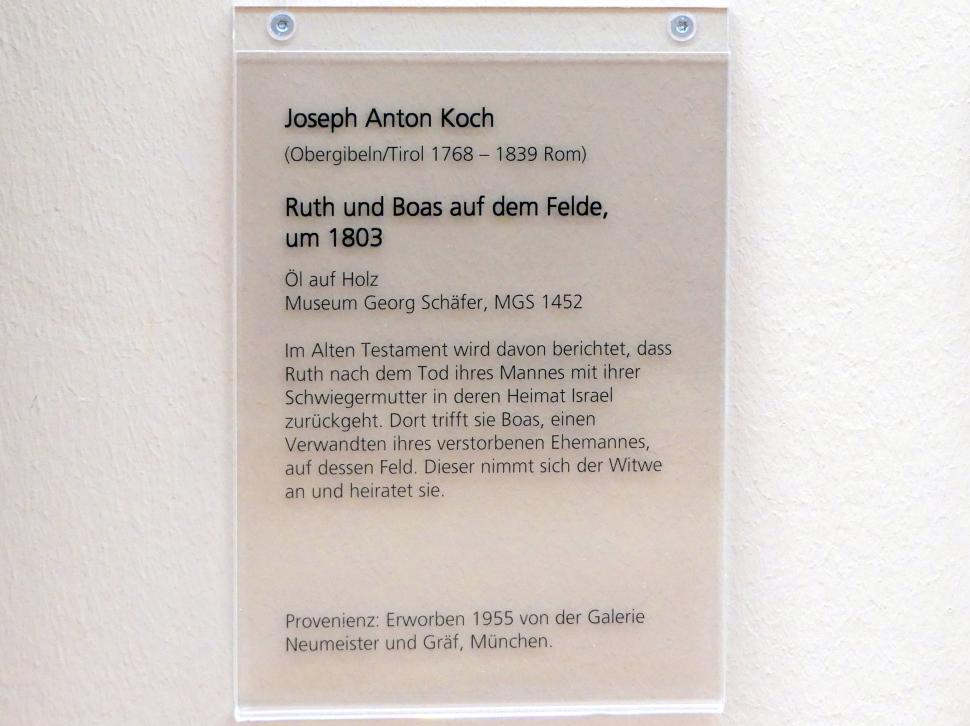 Joseph Anton Koch
(Obergibeln/Tirol 1768 – 1839 Rom)
Ruth und Boas auf dem Felde,
um 1803
Öl auf Holz
Museum Georg Schäfer, MGS 1452
Im Alten Testament wird davon berichtet, dass
Ruth nach dem Tod ihres Mannes mit ihrer
Schwiegermutter in deren Heimat Israel
zurückgeht. Dort trifft sie Boas, einen
Verwandten ihres verstorbenen Ehemannes,
auf dessen Feld. Dieser nimmt sich der Witwe
an und heiratet sie.
Provenienz: Erworben 1955 von der Galerie
Neumeister und Gräf, München.